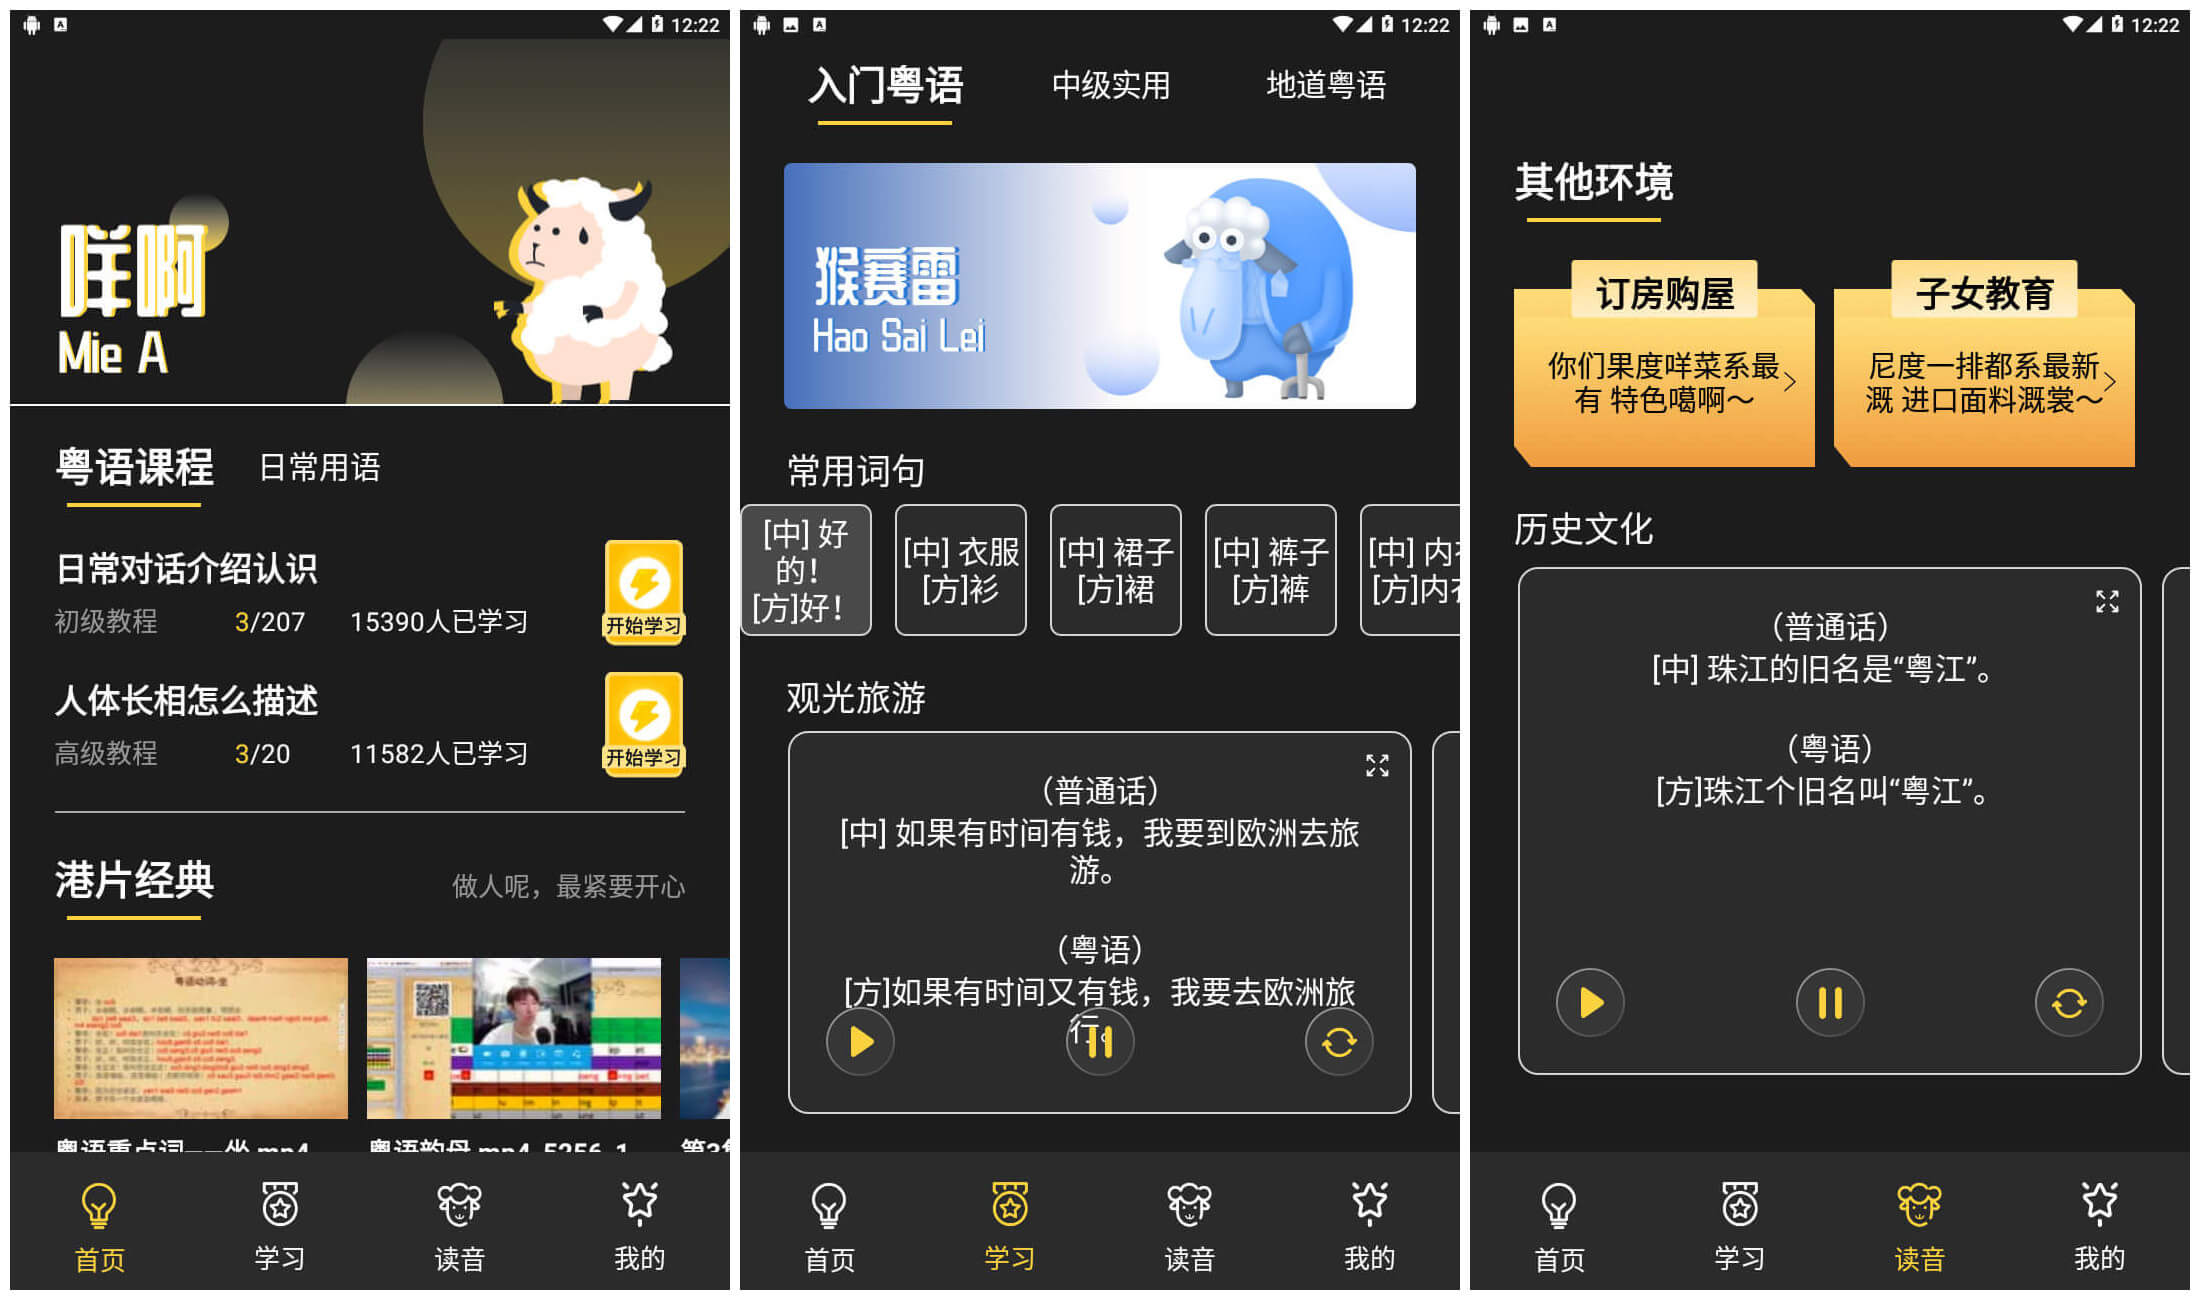 12:22
咩啊
Mie A
粤语课程
日常用语
日常对话介绍认识
初级教程
3/207
15390人已学习
开始学习
人体长相怎么描述
高级教程
3/20
11582人已学习
开始学习
港片经典
做人呢，最紧要开心
粤语动词-坐
粤语重点词——坐.mp4
粤语韵母.mp4_5256_1
第3集
首页
学习
读音
我的
12:22
入门粤语
中级实用
地道粤语
猴赛雷
Hao Sai Lei
常用词句
[中] 好
的！
[方]好！
[中] 衣服
[方]衫
[中] 裙子
[方]裙
[中] 裤子
[方]裤
[中] 内衣
[方]内衣
观光旅游
（普通话）
[中] 如果有时间有钱，我要到欧洲去旅
游。
（粤语）
[方]如果有时间又有钱，我要去欧洲旅
行。
首页
学习
读音
我的
12:22
其他环境
订房购屋
你们果度咩菜系最
有 特色噶啊～
子女教育
尼度一排都系最新
溉 进口面料溉裳～
历史文化
（普通话）
[中] 珠江的旧名是“粤江”。
（粤语）
[方]珠江个旧名叫“粤江”。
首页
学习
读音
我的